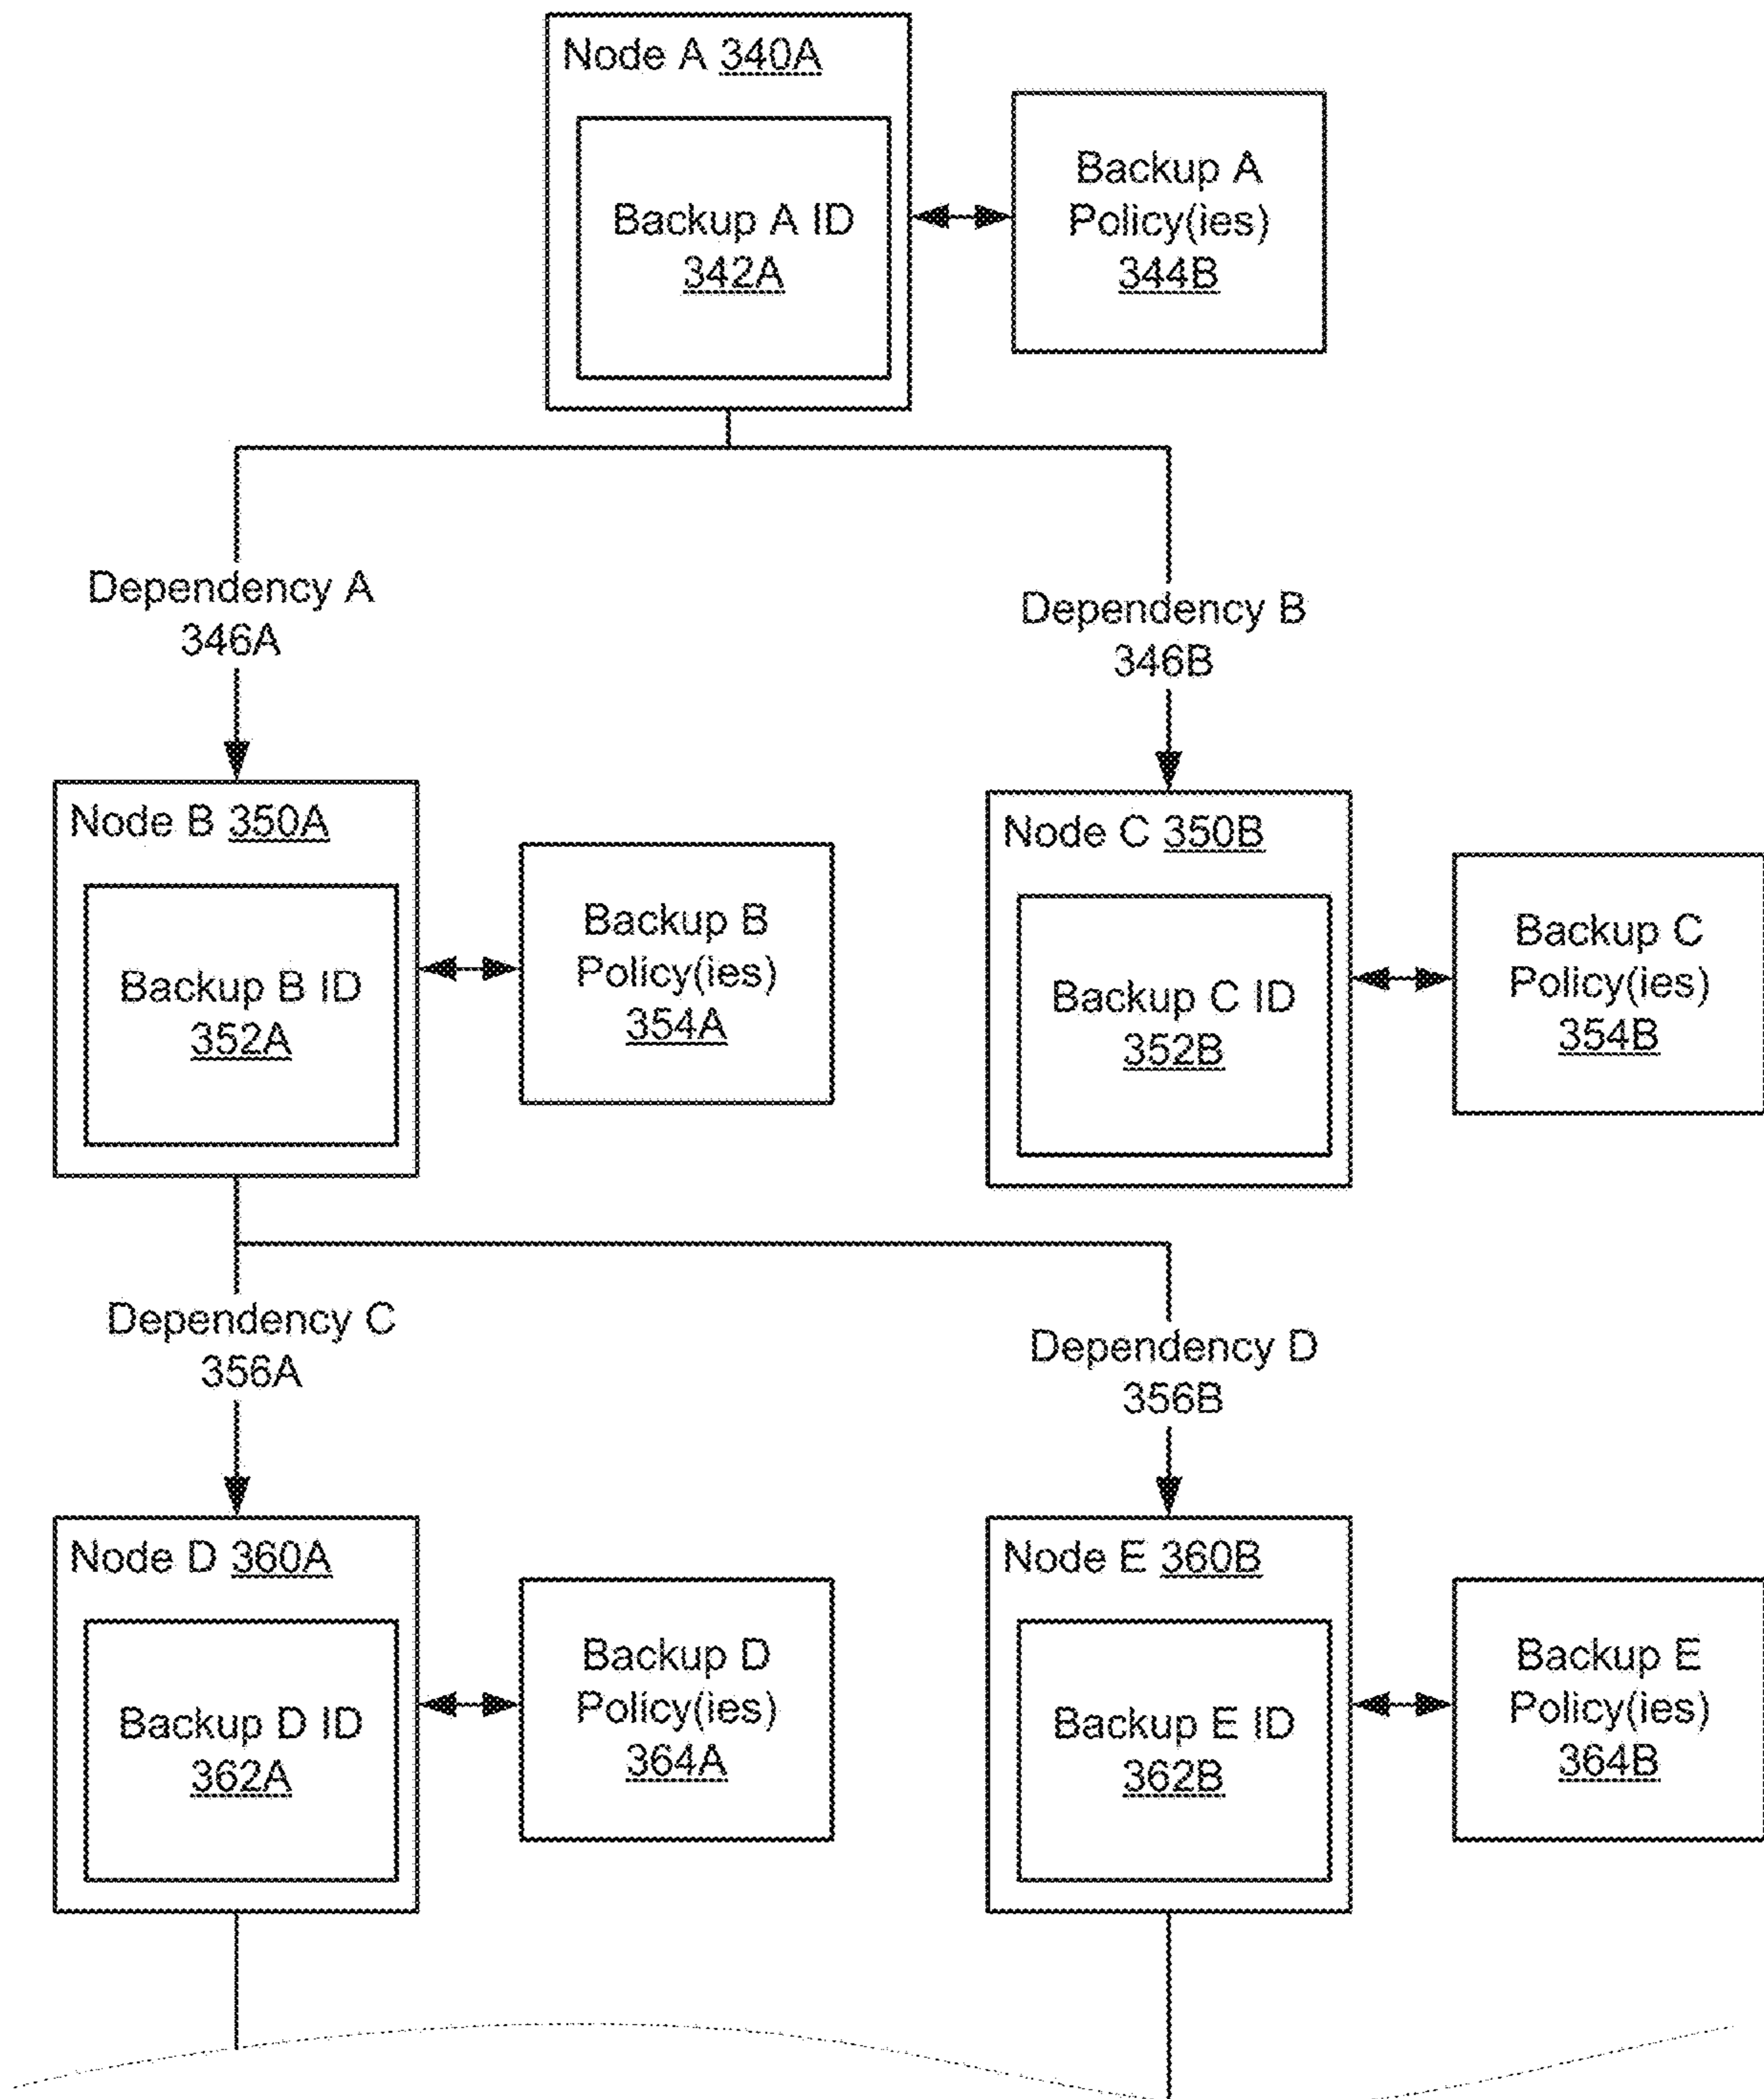 Node A 340A
Backup A ID
342A
Backup A
Policy(ies)
344B
Dependency A
346A
Dependency B
346B
Node B 350A
Backup B ID
352A
Backup B
Policy(ies)
354A
Node C 350B
Backup C ID
352B
Backup C
Policy(ies)
354B
Dependency C
356A
Dependency D
356B
Node D 360A
Backup D ID
362A
Backup D
Policy(ies)
364A
Node E 360B
Backup E ID
362B
Backup E
Policy(ies)
364B